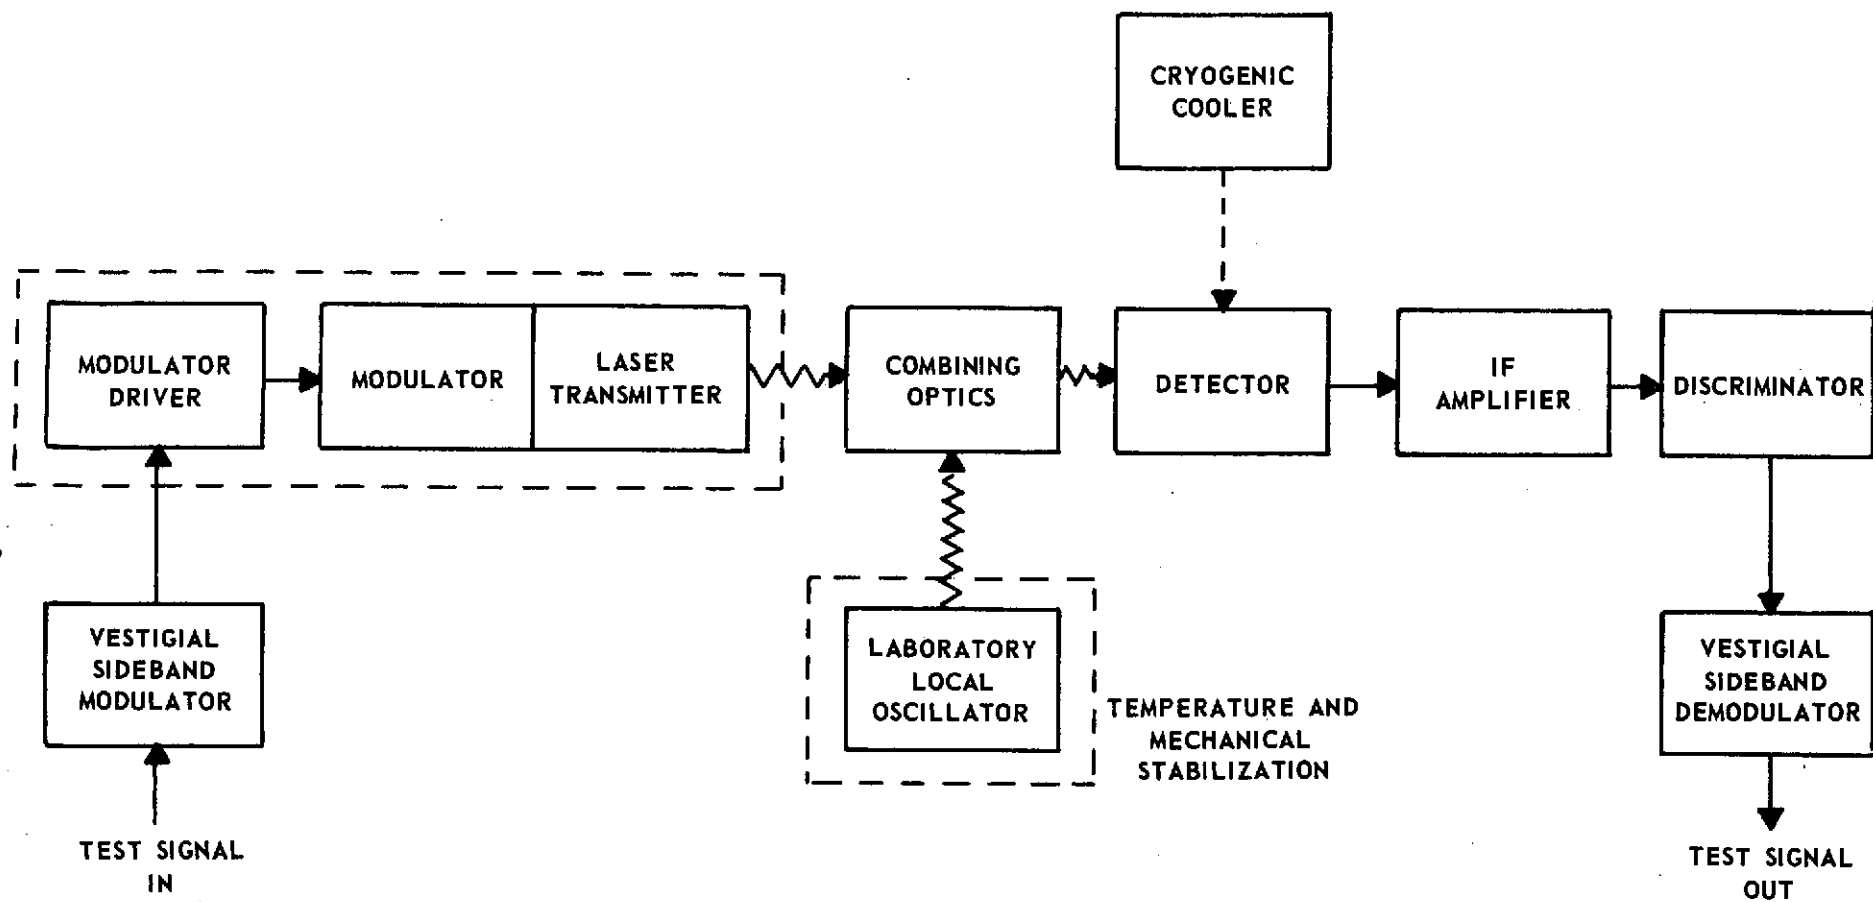 CRYOGENIC
COOLER
MODULATOR
DRIVER
MODULATOR
LASER
TRANSMITTER
COMBINING
OPTICS
DETECTOR
IF
AMPLIFIER
DISCRIMINATOR
VESTIGIAL
SIDEBAND
MODULATOR
LABORATORY
LOCAL
OSCILLATOR
TEMPERATURE AND
MECHANICAL
STABILIZATION
VESTIGIAL
SIDEBAND
DEMODULATOR
TEST SIGNAL
IN
TEST SIGNAL
OUT